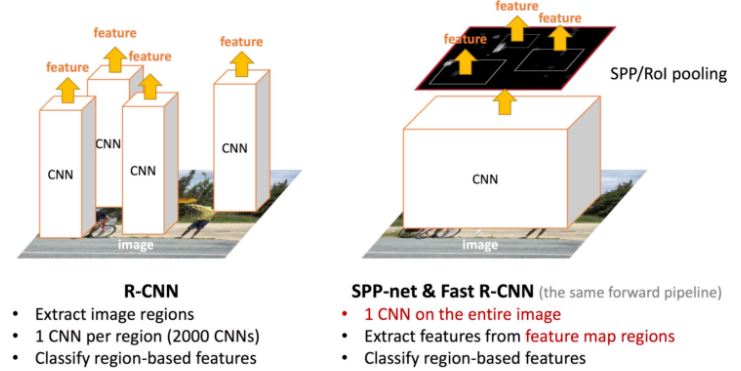 feature
feature
feature
feature
CNN
CNN
CNN
image
R-CNN
• Extract image regions
• 1 CNN per region (2000 CNNs)
• Classify region-based features
feature
feature
feature
SPP/RoI pooling
CNN
image
SPP-net & Fast R-CNN (the same forward pipeline)
• 1 CNN on the entire image
• Extract features from feature map regions
• Classify region-based features